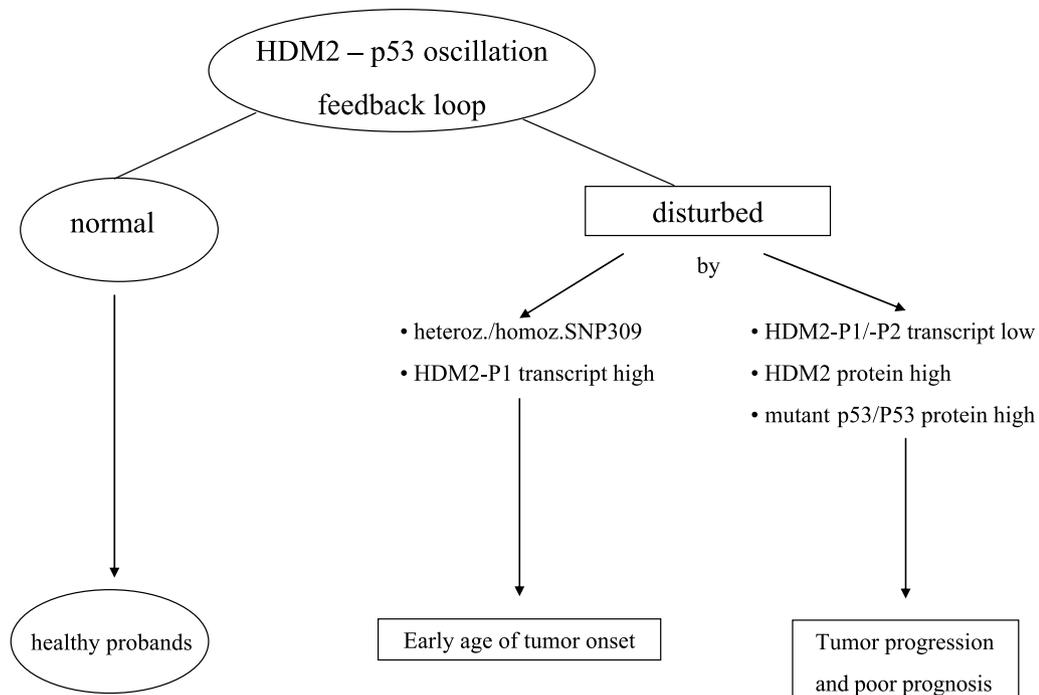 HDM2 – p53 oscillation
feedback loop
normal
disturbed
by
• heteroz./homoz.SNP309
• HDM2-P1 transcript high
• HDM2-P1/-P2 transcript low
• HDM2 protein high
• mutant p53/P53 protein high
healthy probands
Early age of tumor onset
Tumor progression
and poor prognosis